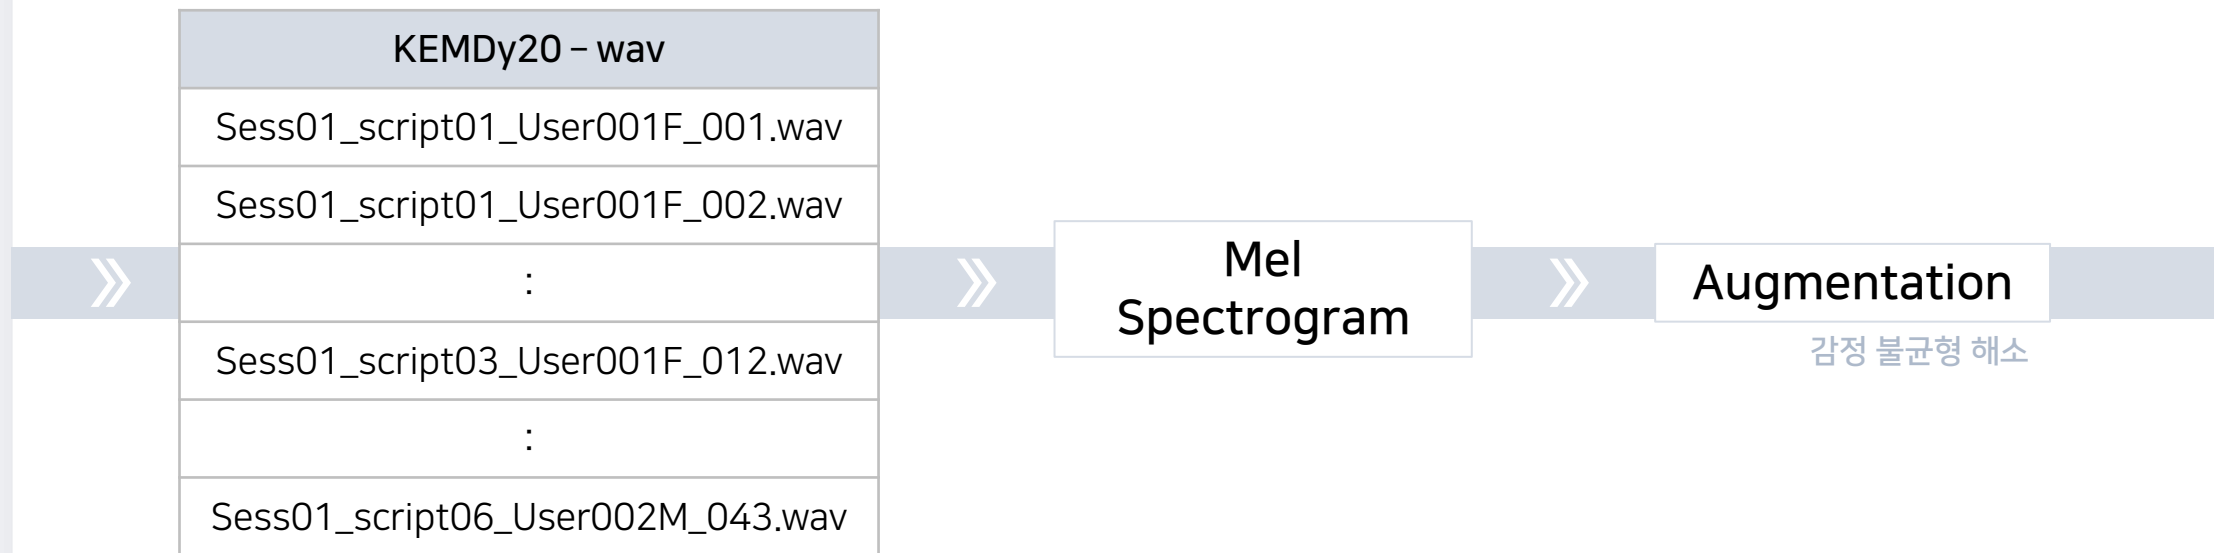 KEMDy20 – wav
Sess01_script01_User001F_001.wav
Sess01_script01_User001F_002.wav
:
Sess01_script03_User001F_012.wav
:
Sess01_script06_User002M_043.wav
Mel
Spectrogram
Augmentation
감정 불균형 해소